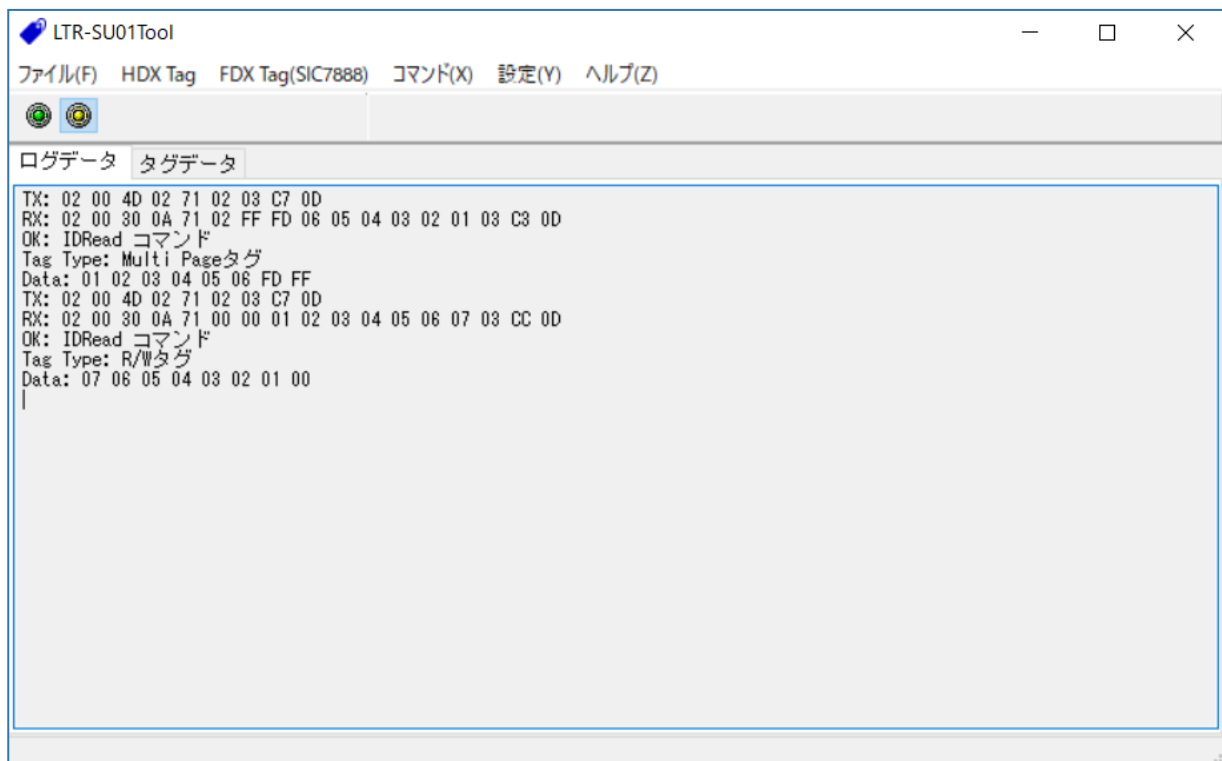 LTR-SU01Tool
ファイル(F) HDX Tag FDX Tag(SIC7888) コマンド(X) 設定(Y) ヘルプ(Z)
ログデータ タグデータ
TX: 02 00 4D 02 71 02 03 C7 0D
RX: 02 00 30 0A 71 02 FF FD 06 05 04 03 02 01 03 C3 0D
OK: IDRead コマンド
Tag Type: Multi Pageタグ
Data: 01 02 03 04 05 06 FD FF
TX: 02 00 4D 02 71 02 03 C7 0D
RX: 02 00 30 0A 71 00 00 01 02 03 04 05 06 07 03 CC 0D
OK: IDRead コマンド
Tag Type: R/Wタグ
Data: 07 06 05 04 03 02 01 00